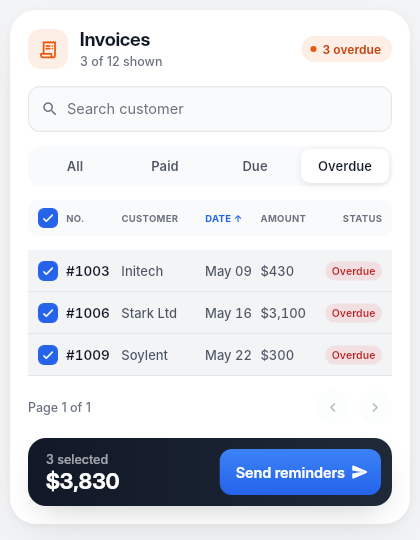 Invoices
3 of 12 shown
3 overdue
Search customer
All Paid Due Overdue
NO. CUSTOMER DATE ↑ AMOUNT STATUS
#1003 Initech May 09 $430 Overdue
#1006 Stark Ltd May 16 $3,100 Overdue
#1009 Soylent May 22 $300 Overdue
Page 1 of 1
3 selected
$3,830
Send reminders